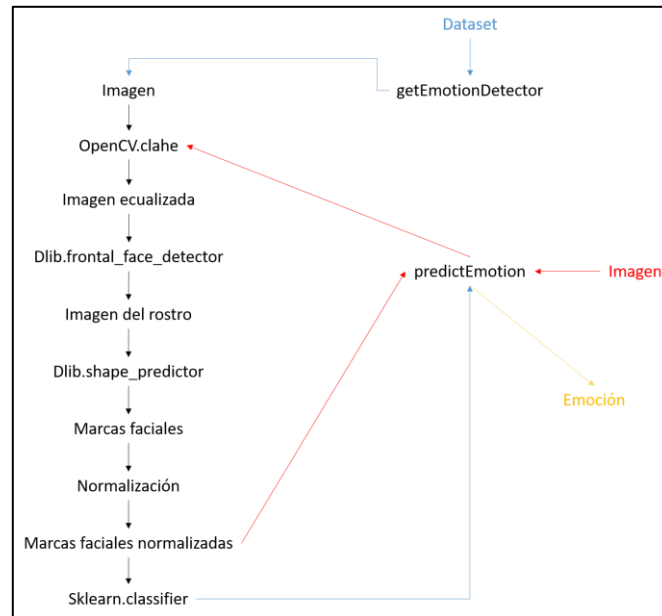 Dataset
Imagen
getEmotionDetector
OpenCV.clahe
Imagen ecualizada
Dlib.frontal_face_detector
predictEmotion
Imagen
Imagen del rostro
Dlib.shape_predictor
Emoción
Marcas faciales
Normalización
Marcas faciales normalizadas
Sklearn.classifier